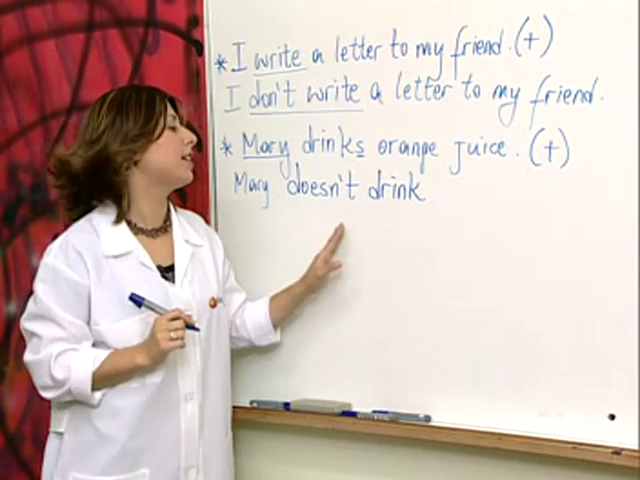 * I write a letter to my friend. (+)
I don't write a letter to my friend.
* Mary drinks orange juice. (+)
Mary doesn't drink